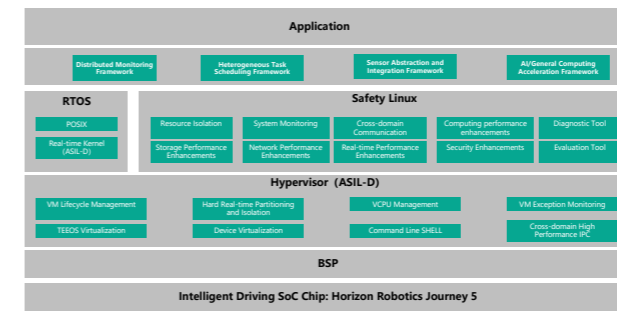 Application
Distributed Monitoring
Framework
Heterogeneous Task
Scheduling Framework
Sensor Abstraction and
Integration Framework
AI/General Computing
Acceleration Framework
RTOS
POSIX
Real-time Kernel
(ASIL-D)
Safety Linux
Resource Isolation
System Monitoring
Cross-domain
Communication
Computing performance
enhancements
Diagnostic Tool
Storage Performance
Enhancements
Network Performance
Enhancements
Real-time Performance
Enhancements
Security Enhancements
Evaluation Tool
Hypervisor (ASIL-D)
VM Lifecycle Management
Hard Real-time Partitioning
and Isolation
VCPU Management
VM Exception Monitoring
TEEOS Virtualization
Device Virtualization
Command Line SHELL
Cross-domain High
Performance IPC
BSP
Intelligent Driving SoC Chip: Horizon Robotics Journey 5